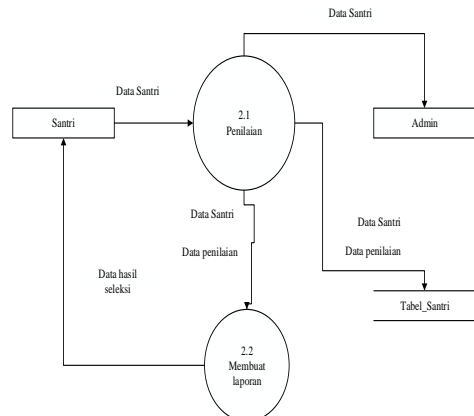 Data Santri
Data Santri
Santri
2.1
Penilaian
Admin
Data Santri
Data penilaian
Data Santri
Data penilaian
Data hasil
seleksi
Tabel_Santri
2.2
Membuat
laporan